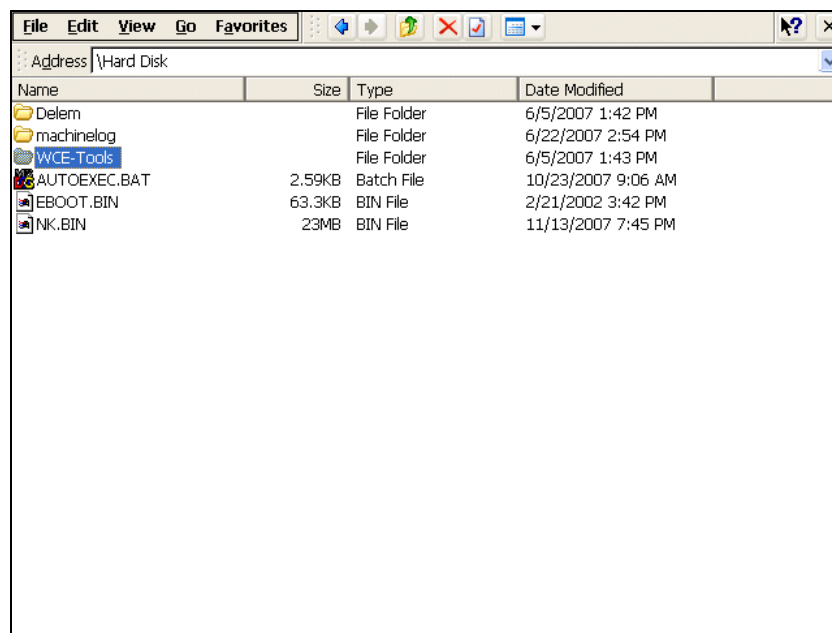 File Edit View Go Favorites
Address \Hard Disk
Name Size Type Date Modified
Delem File Folder 6/5/2007 1:42 PM
machinelog File Folder 6/22/2007 2:54 PM
WCE-Tools File Folder 6/5/2007 1:43 PM
AUTOEXEC.BAT 2.59KB Batch File 10/23/2007 9:06 AM
EBOOT.BIN 63.3KB BIN File 2/21/2002 3:42 PM
NK.BIN 23MB BIN File 11/13/2007 7:45 PM